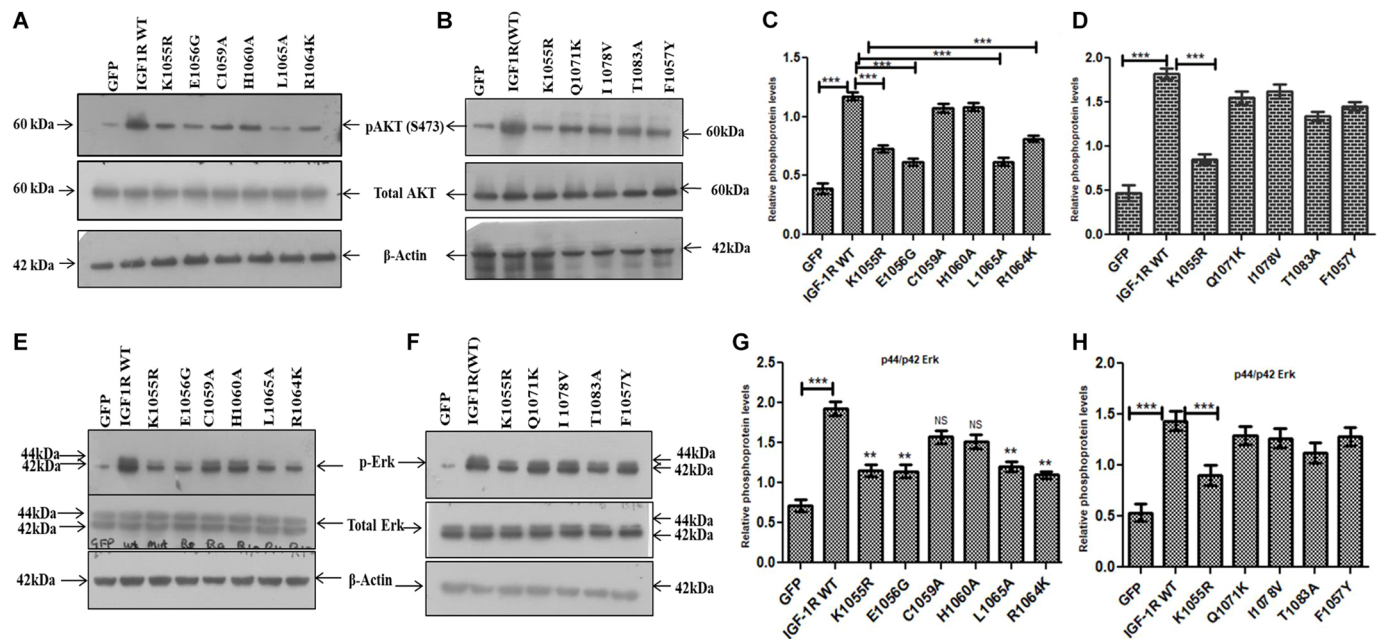 A
GFP
IGF1R WT
K1055R
E1056G
C1059A
H1060A
L1065A
R1064K
60 kDa
60 kDa
42 kDa
pAKT (S473)
Total AKT
β-Actin
B
GFP
IGF1R(WT)
K1055R
Q1071K
I 1078V
T1083A
F1057Y
60kDa
60kDa
42kDa
C
Relative phosphoprotein levels
1.5
1.0
0.5
0.0
***
***
***
***
***
GFP
IGF-1R WT
K1055R
E1056G
C1059A
H1060A
L1065A
R1064K
D
Relative phosphoprotein levels
2.0
1.5
1.0
0.5
0.0
***
***
GFP
IGF-1R WT
K1055R
Q1071K
I1078V
T1083A
F1057Y
E
GFP
IGF1R WT
K1055R
E1056G
C1059A
H1060A
L1065A
R1064K
44kDa
42kDa
44kDa
42kDa
GFP wt Mut
42kDa
p-Erk
Total Erk
β-Actin
F
GFP
IGF1R(WT)
K1055R
Q1071K
I 1078V
T1083A
F1057Y
44kDa
42kDa
44kDa
42kDa
42kDa
G
p44/p42 Erk
Relative phosphoprotein levels
2.5
2.0
1.5
1.0
0.5
0.0
***
**
**
NS
NS
**
**
GFP
IGF-1R WT
K1055R
E1056G
C1059A
H1060A
L1065A
R1064K
H
p44/p42 Erk
Relative phosphoprotein levels
2.0
1.5
1.0
0.5
0.0
***
***
GFP
IGF-1R WT
K1055R
Q1071K
I1078V
T1083A
F1057Y